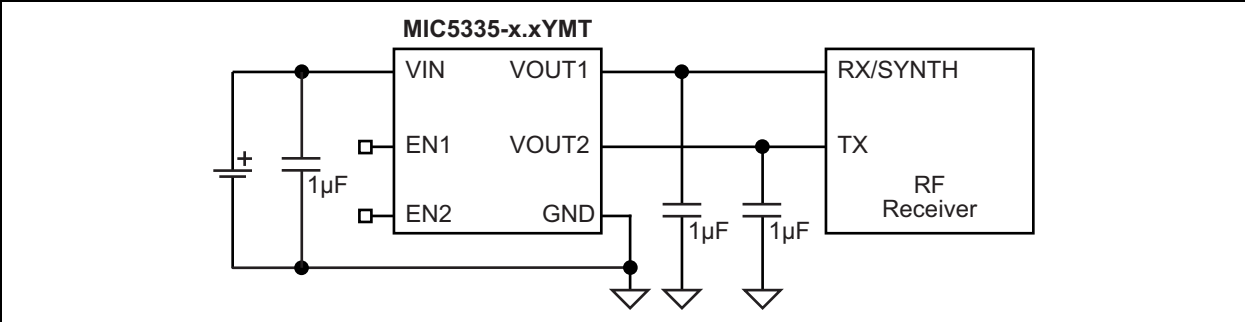 MIC5335-x.xYMT
VIN
VOUT1
RX/SYNTH
EN1
VOUT2
TX
+
1µF
RF
Receiver
EN2
GND
1µF
1µF